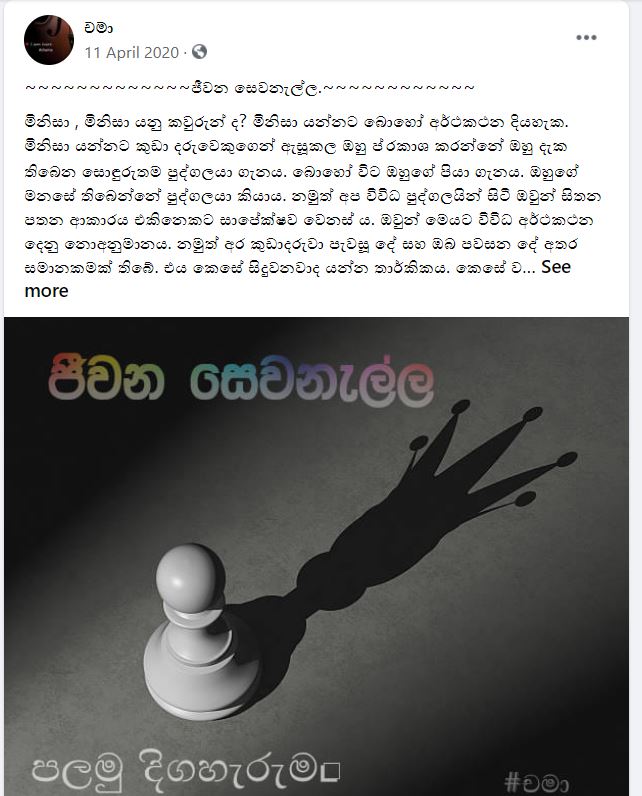 චමා
11 April 2020 ·
~~~~~~~~~~~~~ජීවන සෙවනැල්ල.~~~~~~~~~~~~
මිනිසා , මිනිසා යනු කවුරුන් ද? මිනිසා යන්නට බොහෝ අර්ථකථන දියහැක.
මිනිසා යන්නට කුඩා දරුවෙකුගෙන් ඇසූකල ඔහු ප්රකාශ කරන්නේ ඔහු දැක
තිබෙන සොඳුරුතම පුද්ගලයා ගැනය. බොහෝ විට ඔහුගේ පියා ගැනය. ඔහුගේ
මනසේ තිබෙන්නේ පුද්ගලයා කියාය. නමුත් අප විවිධ පුද්ගලයින් සිටී ඔවුන් සිතන
පතන ආකාරය එකිනෙකට සාපේක්ෂව වෙනස් ය. ඔවුන් මෙයට විවිධ අර්ථකථන
දෙනු නොඅනුමානය. නමුත් අර කුඩාදරුවා පැවසූ දේ සහ ඔබ පවසන දේ අතර
සමානකමක් තිබේ. එය කෙසේ සිදුවනවාද යන්න තාර්කිකය. කෙසේ ව... See
more
ජීවන සෙවනැල්ල
පලමු දිගහැරුම
#චමා